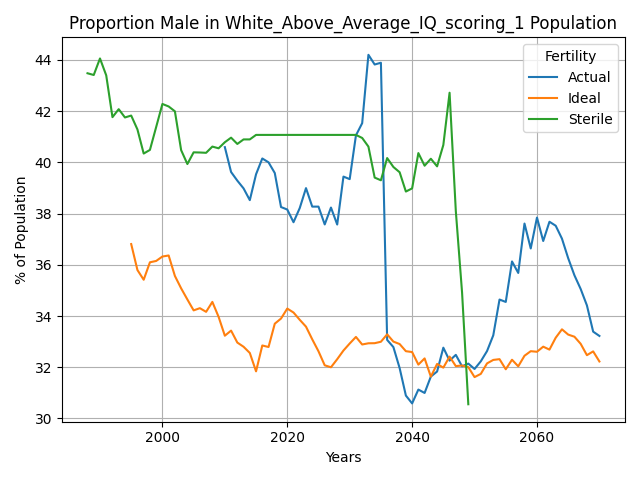 Proportion Male in White_Above_Average_IQ_scoring_1 Population
Fertility
Actual
Ideal
Sterile
% of Population
44
42
40
38
36
34
32
30
2000
2020
2040
2060
Years